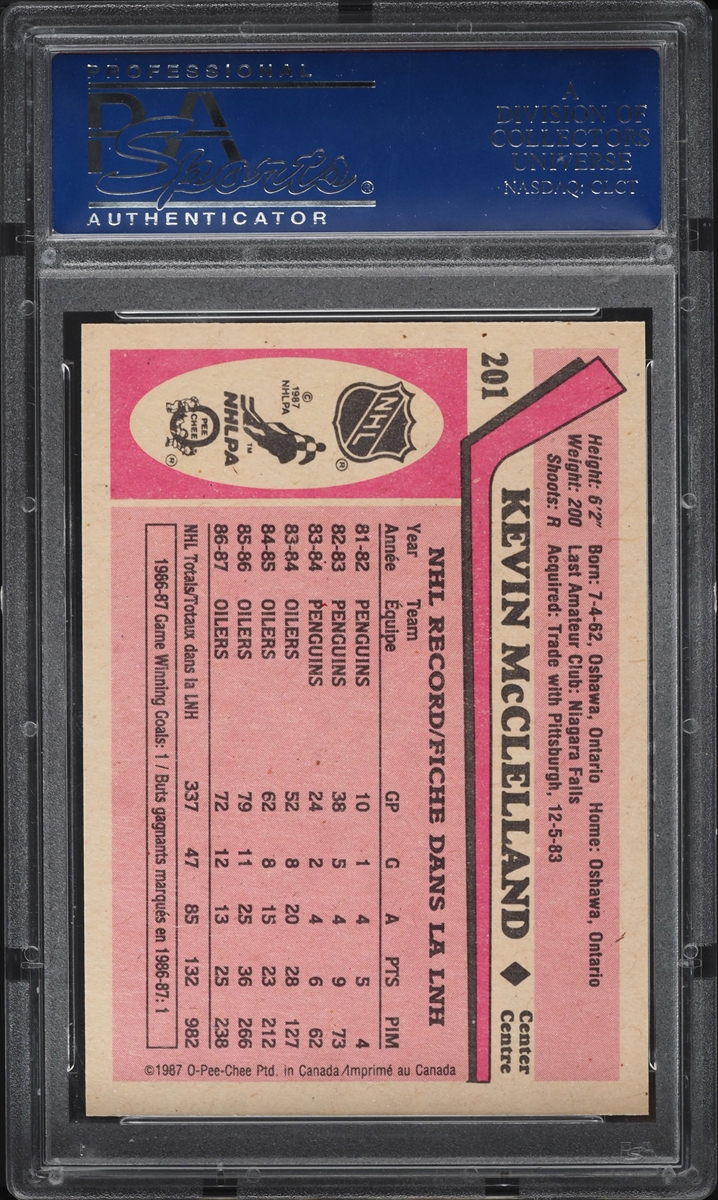 PROFESSIONAL
PSA
Sports®
AUTHENTICATOR
A
DIVISION OF
COLLECTORS
UNIVERSE
NASDAQ: CLCT
201
Height: 6'2" Born: 7-4-62, Oshawa, Ontario Home: Oshawa, Ontario
Weight: 200 Last Amateur Club: Niagara Falls
Shoots: R Acquired: Trade with Pittsburgh, 12-5-83
KEVIN McCLELLAND ◆ Center
Centre
NHL ®
© 1987 NHLPA
NHLPA ™
O PEE CHEE ®
NHL RECORD/FICHE DANS LA LNH
Year Team
Année Équipe GP G A PTS PIM
81-82 PENGUINS 10 1 4 5 4
82-83 PENGUINS 38 5 4 9 73
83-84 PENGUINS 24 2 4 6 62
83-84 OILERS 52 8 20 28 127
84-85 OILERS 62 8 15 23 212
85-86 OILERS 79 11 25 36 266
86-87 OILERS 72 12 13 25 238
NHL Totals/Totaux dans la LNH 337 47 85 132 982
1986-87 Game Winning Goals: 1 / Buts gagnants marqués en 1986-87: 1
©1987 O-Pee-Chee Ptd. in Canada/Imprimé au Canada